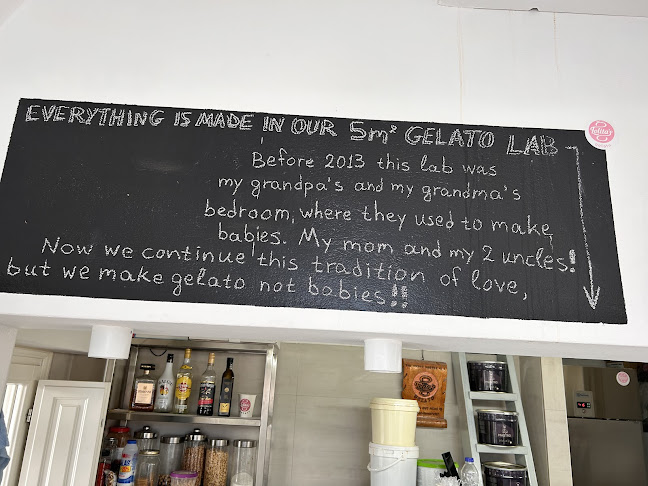 EVERYTHING IS MADE IN OUR 5m² GELATO LAB
Before 2013 this lab was
my grandpa's and my grandma's
bedroom, where they used to make
babies. My mom and my 2 uncles!
Now we continue this tradition of love,
but we make gelato not babies!!
Lolita's